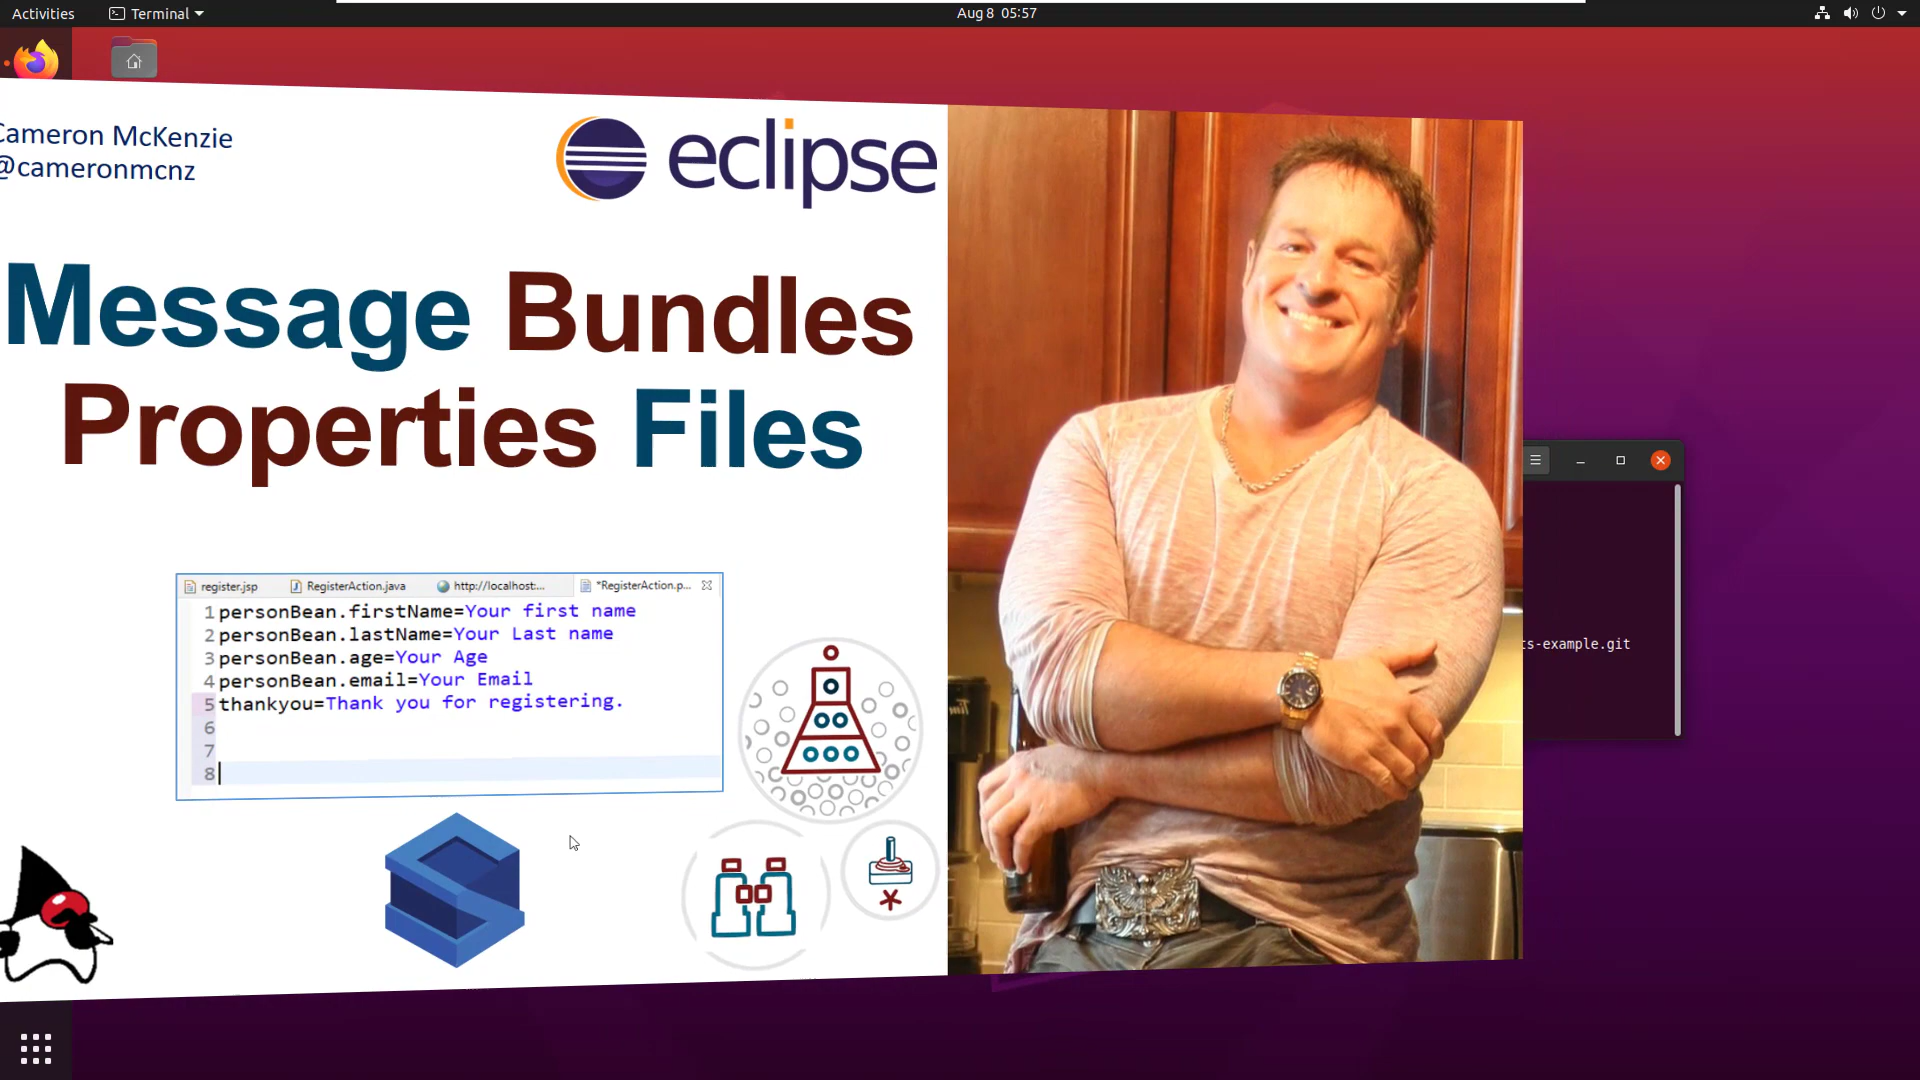 Activities
Terminal
Aug 8 05:57
Cameron McKenzie
@cameronmcnz
eclipse
Message Bundles
Properties Files
register.jsp
RegisterAction.java
http://localhost:...
*RegisterAction.p...
1 personBean.firstName=Your first name
2 personBean.lastName=Your Last name
3 personBean.age=Your Age
4 personBean.email=Your Email
5 thankyou=Thank you for registering.
6
7
8
ts-example.git